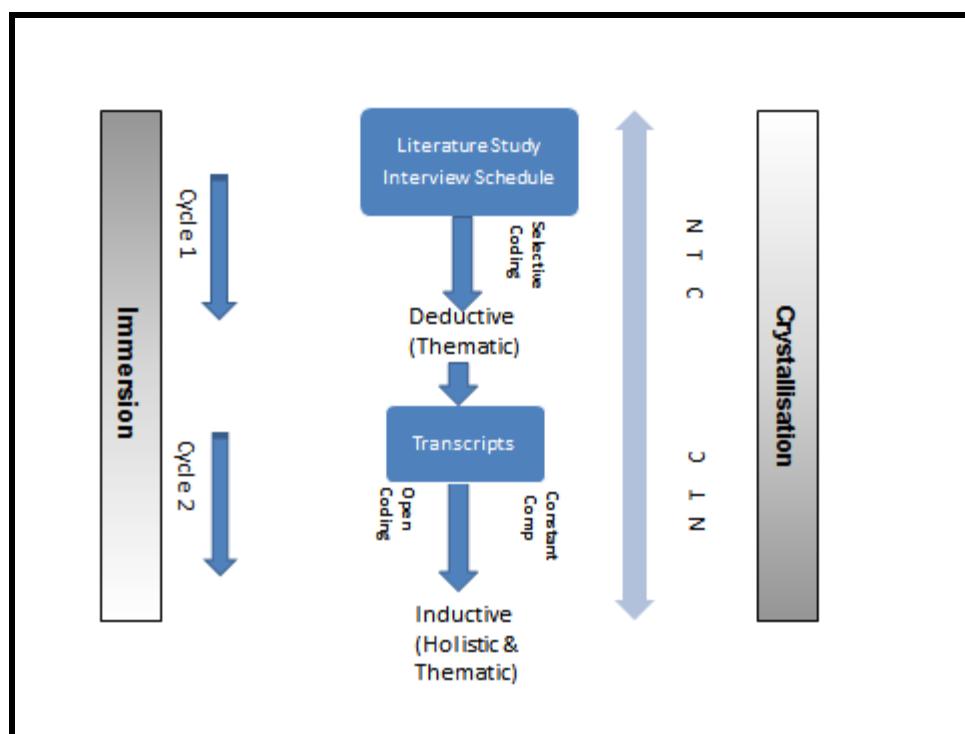 Immersion
Cycle 1
Cycle 2
Literature Study
Interview Schedule
Selective
Coding
Deductive
(Thematic)
Transcripts
Open
Coding
Constant
Comp
Inductive
(Holistic &
Thematic)
N T C
C T N
Crystallisation